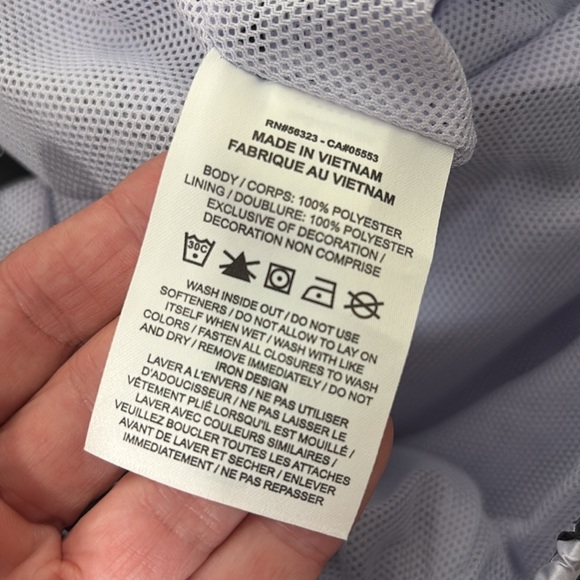 RN#56323 - CA#05553
MADE IN VIETNAM
FABRIQUE AU VIETNAM
BODY / CORPS: 100% POLYESTER
LINING / DOUBLURE: 100% POLYESTER
EXCLUSIVE OF DECORATION /
DECORATION NON COMPRISE
30C
WASH INSIDE OUT / DO NOT USE
SOFTENERS / DO NOT ALLOW TO LAY ON
ITSELF WHEN WET / WASH WITH LIKE
COLORS / FASTEN ALL CLOSURES TO WASH
AND DRY / REMOVE IMMEDIATELY / DO NOT
IRON DESIGN
LAVER A L'ENVERS / NE PAS UTILISER
D'ADOUCISSEUR / NE PAS LAISSER LE
VÊTEMENT PLIÉ LORSQU'IL EST MOUILLÉ /
LAVER AVEC COULEURS SIMILAIRES /
VEUILLEZ BOUCLER TOUTES LES ATTACHES
AVANT DE LAVER ET SECHER / ENLEVER
IMMEDIATEMENT / NE PAS REPASSER